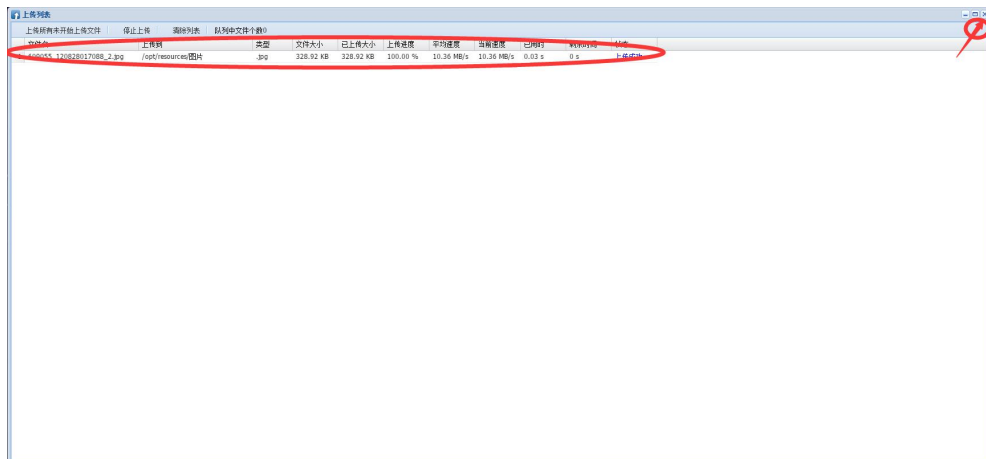 上传列表
上传所有未开始上传文件 停止上传 清除列表 队列中文件个数0
文件名 上传到 类型 文件大小 已上传大小 上传进度 平均速度 当前速度 已用时 剩余时间 状态
120828017088_2.jpg /opt/resources/图片 .jpg 328.92 KB 328.92 KB 100.00 % 10.36 MB/s 10.36 MB/s 0.03 s 0 s 上传成功